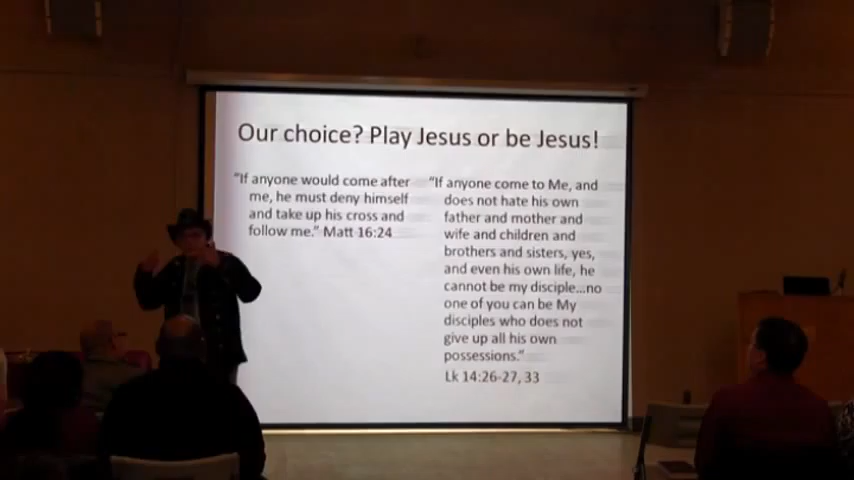 Our choice? Play Jesus or be Jesus!
“If anyone would come after
me, he must deny himself
and take up his cross and
follow me.” Matt 16:24
“If anyone come to Me, and
does not hate his own
father and mother and
wife and children and
brothers and sisters, yes,
and even his own life, he
cannot be my disciple...no
one of you can be My
disciples who does not
give up all his own
possessions.”
Lk 14:26-27, 33